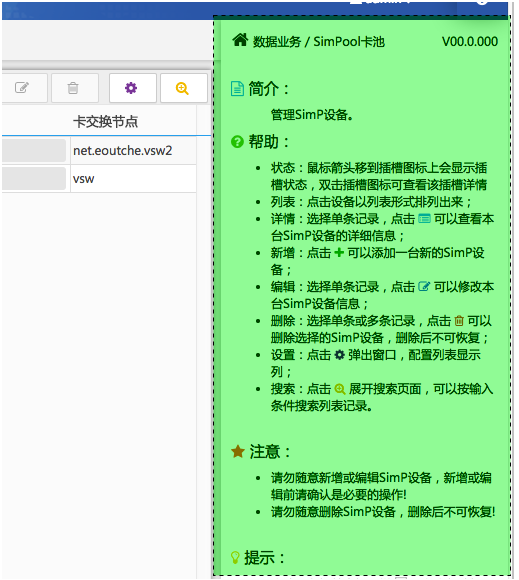 数据业务 / SimPool卡池 V00.0.000
简介：
管理SimP设备。
帮助：
状态：鼠标箭头移到插槽图标上会显示插
槽状态，双击插槽图标可查看该插槽详情
列表：点击设备以列表形式排列出来；
详情：选择单条记录，点击 可以查看本
台SimP设备的详细信息；
新增：点击 可以添加一台新的SimP设
备；
编辑：选择单条记录，点击 可以修改本
台SimP设备信息；
删除：选择单条或多条记录，点击 可以
删除选择的SimP设备，删除后不可恢复；
设置：点击 弹出窗口，配置列表显示
列；
搜索：点击 展开搜索页面，可以按输入
条件搜索列表记录。
注意：
请勿随意新增或编辑SimP设备，新增或编
辑前请确认是必要的操作!
请勿随意删除SimP设备，删除后不可恢复!
提示：
卡交换节点
net.eoutche.vsw2
vsw